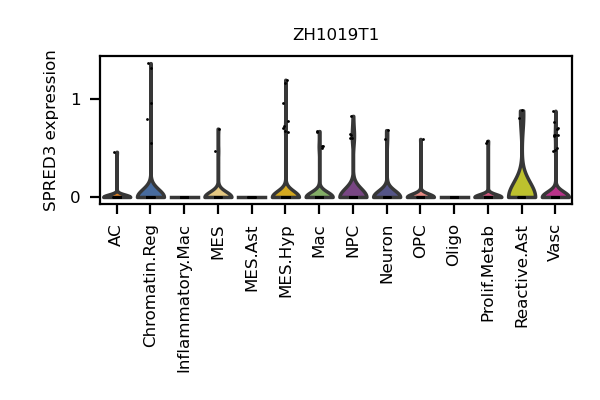 ZH1019T1
SPRED3 expression
1
0
AC
Chromatin.Reg
Inflammatory.Mac
MES
MES.Ast
MES.Hyp
Mac
NPC
Neuron
OPC
Oligo
Prolif.Metab
Reactive.Ast
Vasc